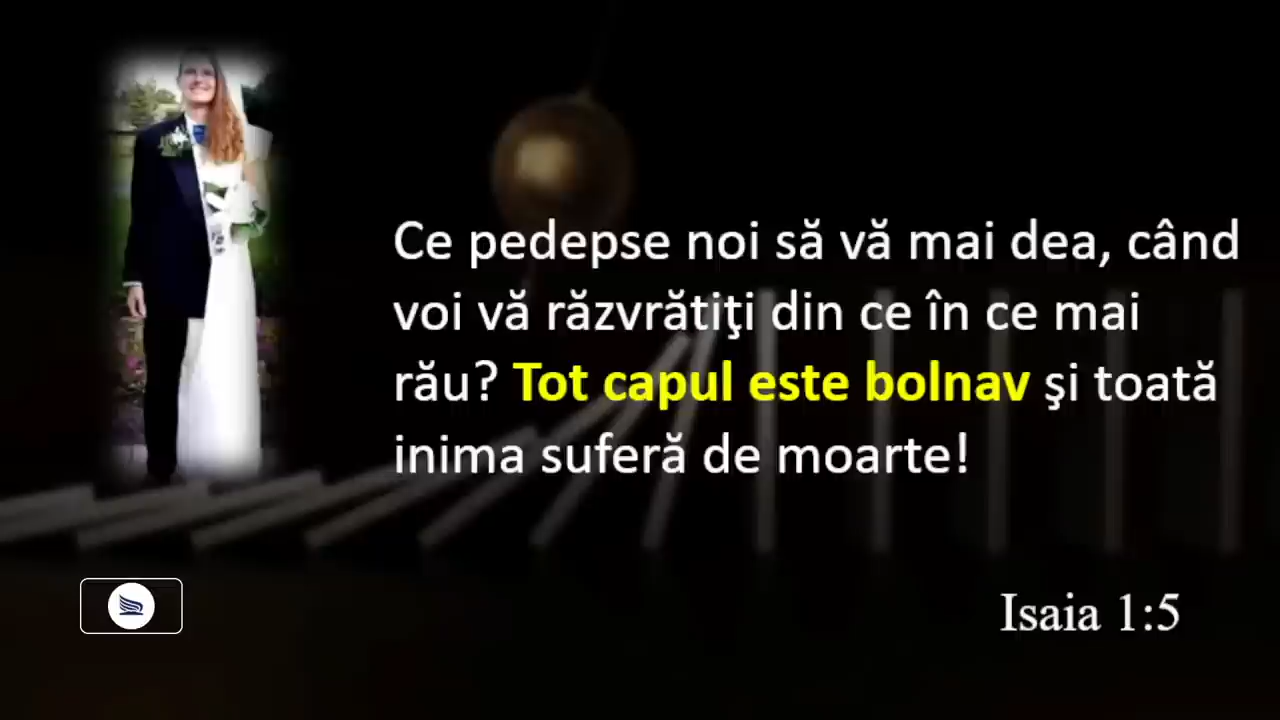 Ce pedepse noi să vă mai dea, când
voi vă răzvrătiţi din ce în ce mai
rău? Tot capul este bolnav şi toată
inima suferă de moarte!
Isaia 1:5